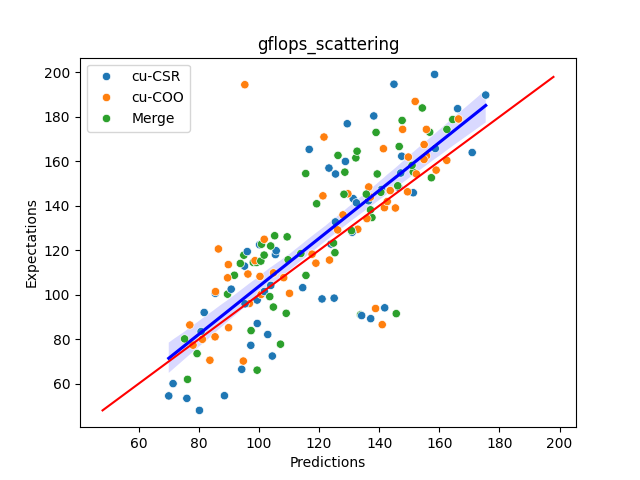 gflops_scattering
cu-CSR
cu-COO
Merge
Expectations
200
180
160
140
120
100
80
60
60 80 100 120 140 160 180 200
Predictions